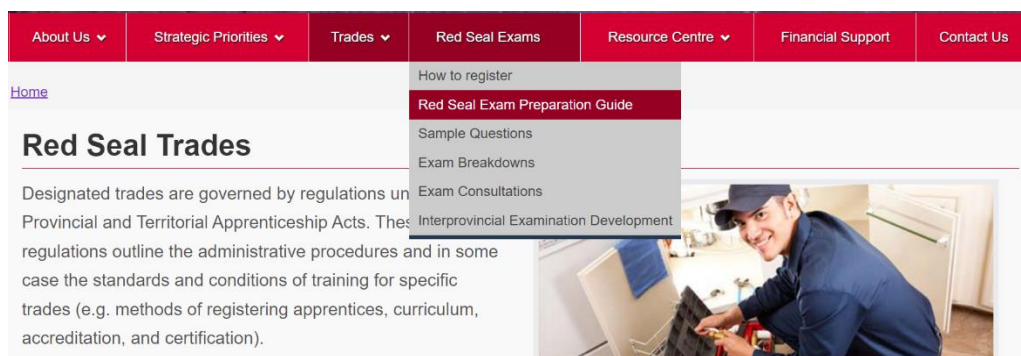 About Us Strategic Priorities Trades Red Seal Exams Resource Centre Financial Support Contact Us
How to register
Red Seal Exam Preparation Guide
Sample Questions
Exam Breakdowns
Exam Consultations
Interprovincial Examination Development
Home
Red Seal Trades
Designated trades are governed by regulations un
Provincial and Territorial Apprenticeship Acts. Thes
regulations outline the administrative procedures and in some
case the standards and conditions of training for specific
trades (e.g. methods of registering apprentices, curriculum,
accreditation, and certification).